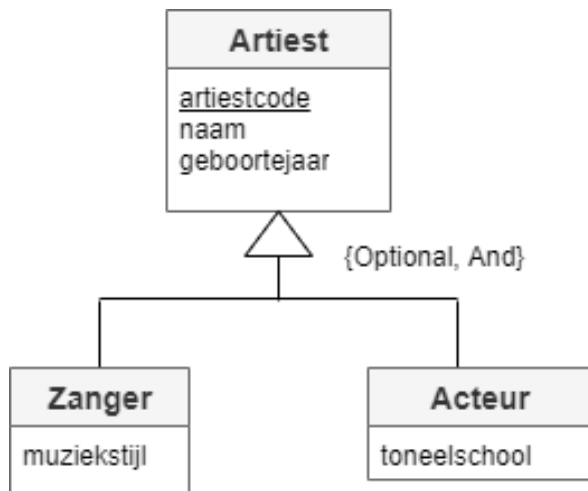 Artiest
artiestcode
naam
geboortejaar
{Optional, And}
Zanger
muziekstijl
Acteur
toneelschool